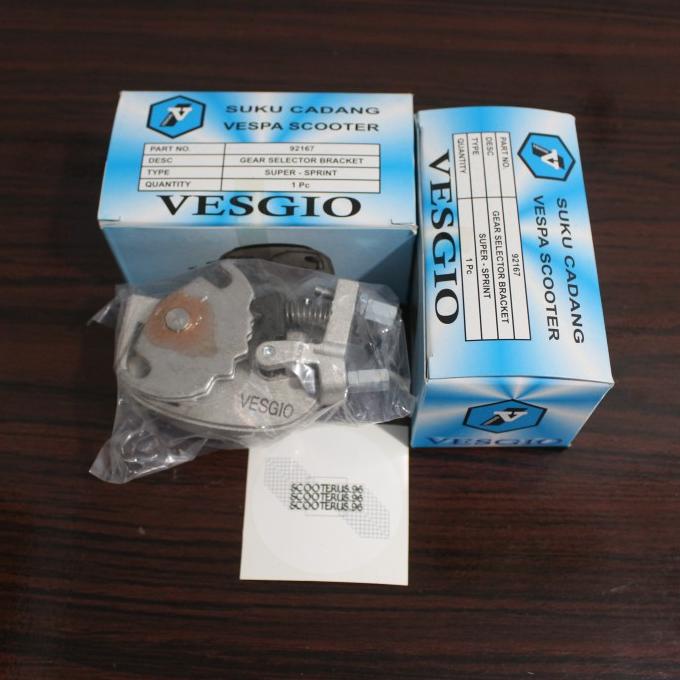 SUKU CADANG
VESPA SCOOTER
PART NO. 92167
DESC GEAR SELECTOR BRACKET
TYPE SUPER - SPRINT
QUANTITY 1 Pc
VESGIO
SUKU CADANG
VESPA SCOOTER
PART NO. 92167
DESC GEAR SELECTOR BRACKET
TYPE SUPER - SPRINT
QUANTITY 1 Pc
VESGIO
VESGIO
VESGIO
SCOOTERUS.96
SCOOTERUS.96
SCOOTERUS.96